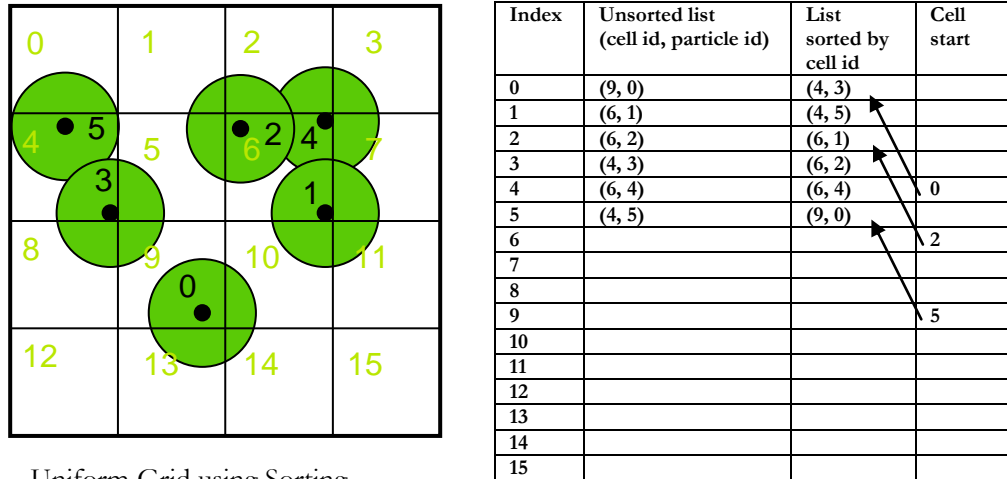 0 1 2 3
5 2 4
4 5 6 7
3 1
8 9 10 11
0
12 13 14 15
Uniform Grid using Sorting
Index Unsorted list (cell id, particle id) List sorted by cell id Cell start
0 (9, 0) (4, 3)
1 (6, 1) (4, 5)
2 (6, 2) (6, 1)
3 (4, 3) (6, 2)
4 (6, 4) (6, 4) 0
5 (4, 5) (9, 0)
6 2
7
8
9 5
10
11
12
13
14
15